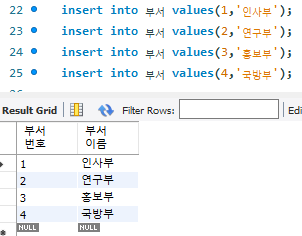 22 insert into 부서 values(1,'인사부');
23 insert into 부서 values(2,'연구부');
24 insert into 부서 values(3,'홍보부');
25 insert into 부서 values(4,'국방부');
Result Grid Filter Rows: Edi
부서 번호 부서 이름
1 인사부
2 연구부
3 홍보부
4 국방부
NULL NULL